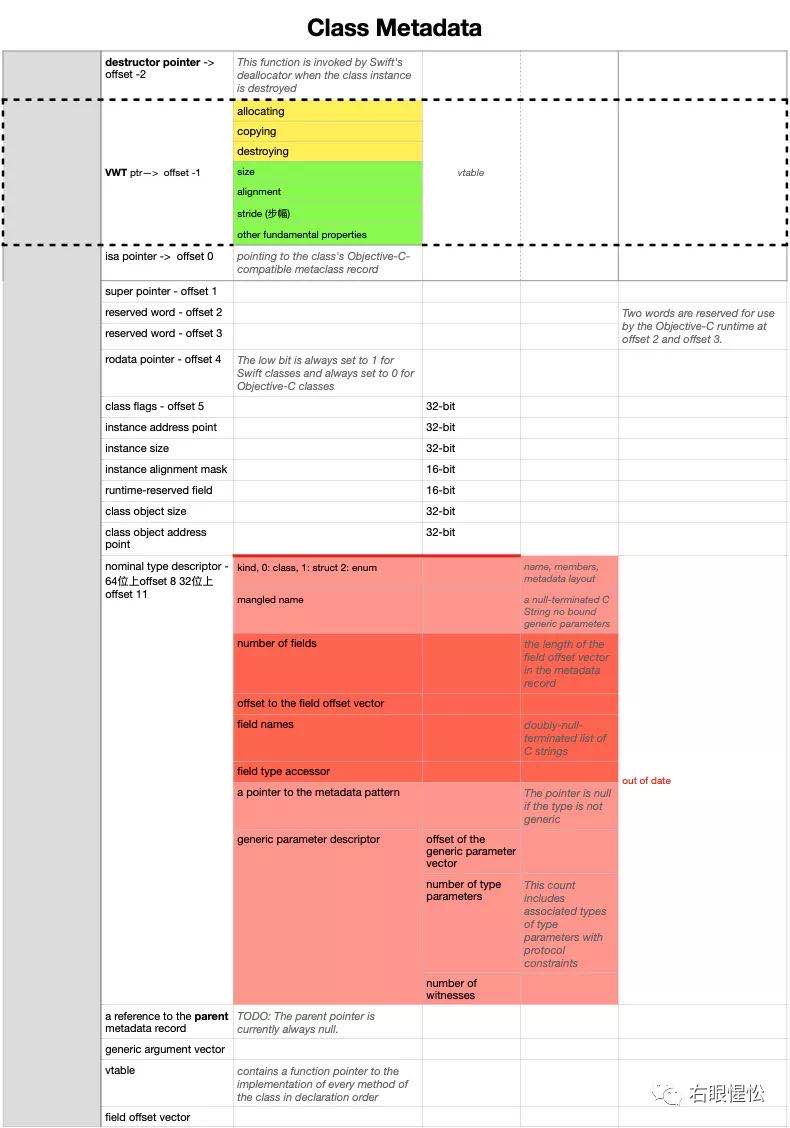 Class Metadata
destructor pointer ->
offset -2
This function is invoked by Swift's
deallocator when the class instance
is destroyed
VWT ptr—> offset -1
allocating
copying
destroying
size
alignment
stride (步幅)
other fundamental properties
vtable
isa pointer -> offset 0
pointing to the class's Objective-C-
compatible metaclass record
super pointer - offset 1
reserved word - offset 2
reserved word - offset 3
Two words are reserved for use
by the Objective-C runtime at
offset 2 and offset 3.
rodata pointer - offset 4
The low bit is always set to 1 for
Swift classes and always set to 0 for
Objective-C classes
class flags - offset 5
32-bit
instance address point
32-bit
instance size
32-bit
instance alignment mask
16-bit
runtime-reserved field
16-bit
class object size
32-bit
class object address
point
32-bit
nominal type descriptor -
64位上offset 8 32位上
offset 11
kind, 0: class, 1: struct 2: enum
name, members,
metadata layout
mangled name
a null-terminated C
String no bound
generic parameters
number of fields
the length of the
field offset vector
in the metadata
record
offset to the field offset vector
field names
doubly-null-
terminated list of
C strings
field type accessor
out of date
a pointer to the metadata pattern
The pointer is null
if the type is not
generic
generic parameter descriptor
offset of the
generic parameter
vector
number of type
parameters
This count
includes
associated types
of type
parameters with
protocol
constraints
number of
witnesses
a reference to the parent
metadata record
TODO: The parent pointer is
currently always null.
generic argument vector
vtable
contains a function pointer to the
implementation of every method of
the class in declaration order
field offset vector
右眼惺忪